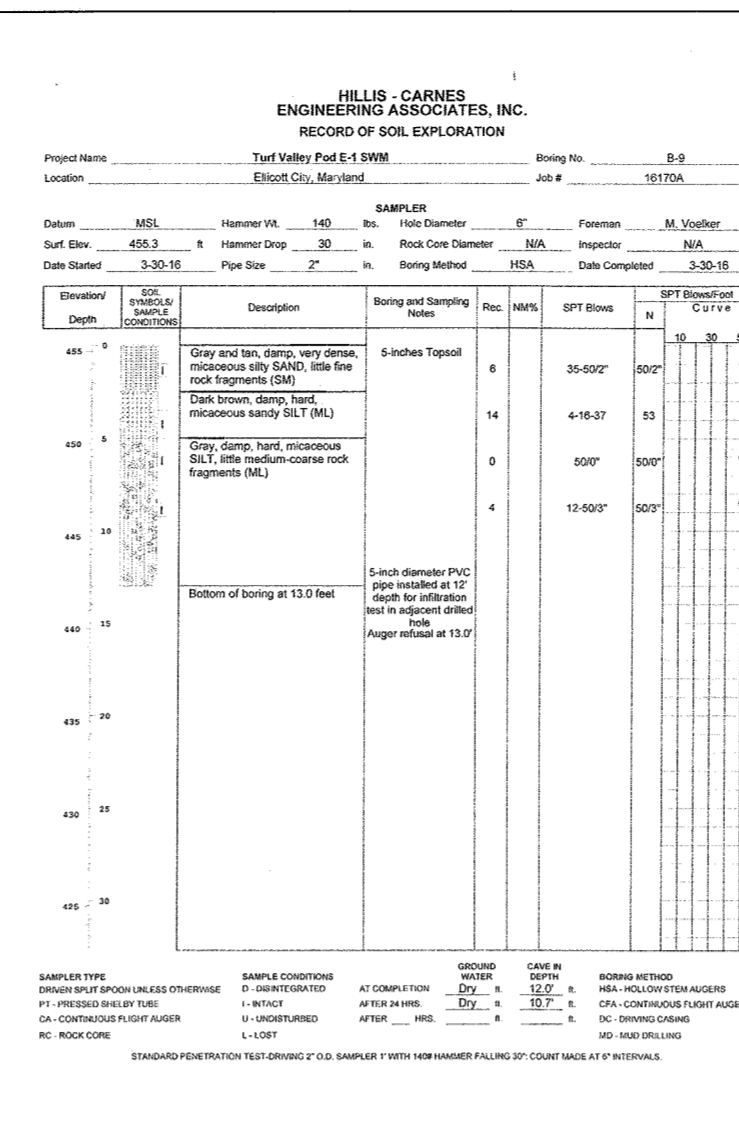 HILLIS - CARNES
ENGINEERING ASSOCIATES, INC.
RECORD OF SOIL EXPLORATION
Project Name Turf Valley Pod E-1 SWM Boring No. B-9
Location Ellicott City, Maryland Job # 16170A
SAMPLER
Datum MSL Hammer Wt. 140 lbs. Hole Diameter 6" Foreman M. Voelker
Surf. Elev. 455.3 ft Hammer Drop 30 in. Rock Core Diameter N/A Inspector N/A
Date Started 3-30-16 Pipe Size 2" in. Boring Method HSA Date Completed 3-30-16
Elevation/ Depth SOIL SYMBOLS/ SAMPLE CONDITIONS Description Boring and Sampling Notes Rec. NM% SPT Blows SPT Blows/Foot Curve N
10 30
455 0
Gray and tan, damp, very dense, 5-inches Topsoil
micaceous silty SAND, little fine 6 35-50/2" 50/2"
rock fragments (SM)
Dark brown, damp, hard,
micaceous sandy SILT (ML) 14 4-16-37 53
450 5
Gray, damp, hard, micaceous
SILT, little medium-coarse rock 0 50/0" 50/0"
fragments (ML)
4 12-50/3" 50/3"
445 10
5-inch diameter PVC
pipe installed at 12'
Bottom of boring at 13.0 feet depth for infiltration
test in adjacent drilled
hole
440 15
Auger refusal at 13.0'
435 20
430 25
425 30
GROUND WATER CAVE IN DEPTH
SAMPLER TYPE SAMPLE CONDITIONS BORING METHOD
DRIVEN SPLIT SPOON UNLESS OTHERWISE D - DISINTEGRATED AT COMPLETION Dry ft. 12.0' ft. HSA - HOLLOW STEM AUGERS
PT - PRESSED SHELBY TUBE I - INTACT AFTER 24 HRS. Dry ft. 10.7' ft. CFA - CONTINUOUS FLIGHT AUGE
CA - CONTINUOUS FLIGHT AUGER U - UNDISTURBED AFTER ___ HRS. ft. ft. DC - DRIVING CASING
RC - ROCK CORE L - LOST MD - MUD DRILLING
STANDARD PENETRATION TEST-DRIVING 2" O.D. SAMPLER 1' WITH 140# HAMMER FALLING 30": COUNT MADE AT 6" INTERVALS.